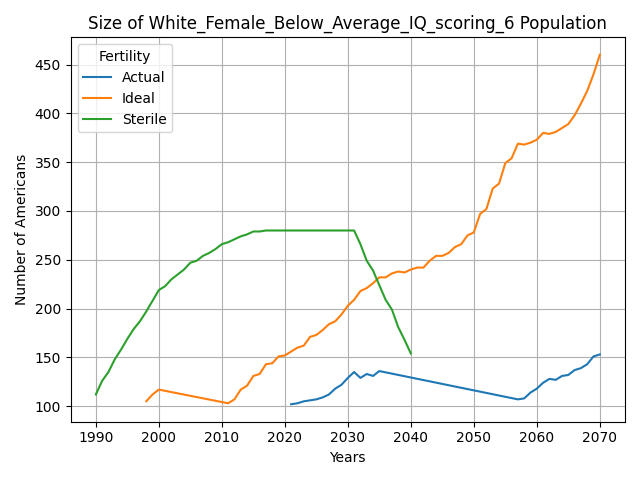 Size of White_Female_Below_Average_IQ_scoring_6 Population
Fertility
Actual
Ideal
Sterile
Number of Americans
450
400
350
300
250
200
150
100
1990 2000 2010 2020 2030 2040 2050 2060 2070
Years